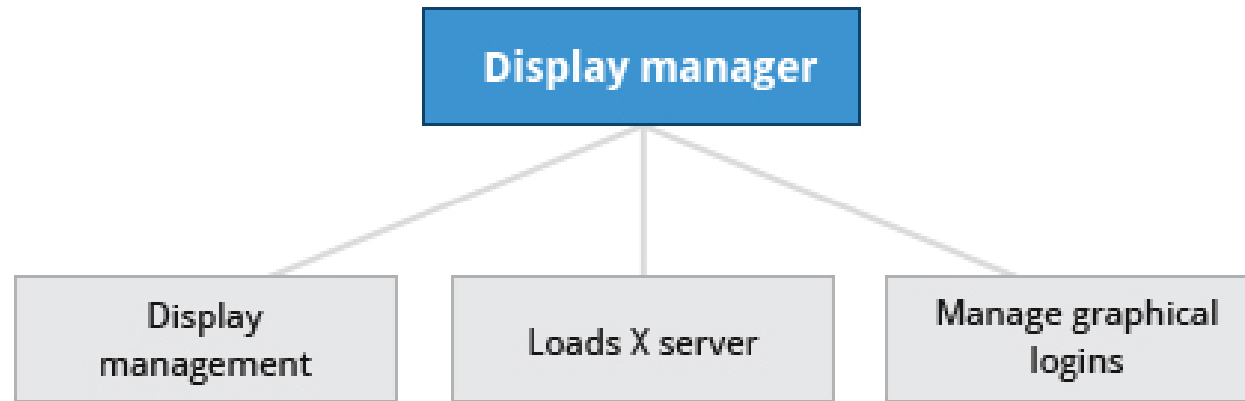 Display manager
Display
management
Loads X server
Manage graphical
logins